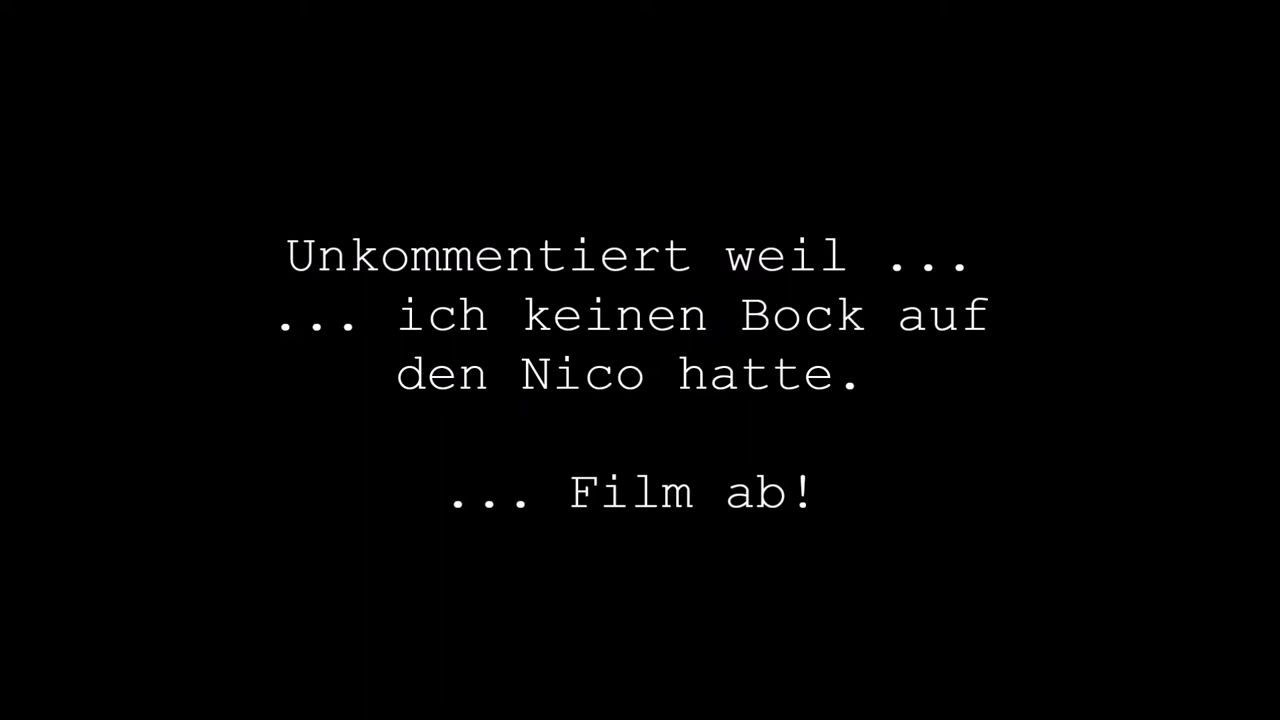 Unkommentiert weil ...
... ich keinen Bock auf
den Nico hatte.
... Film ab!